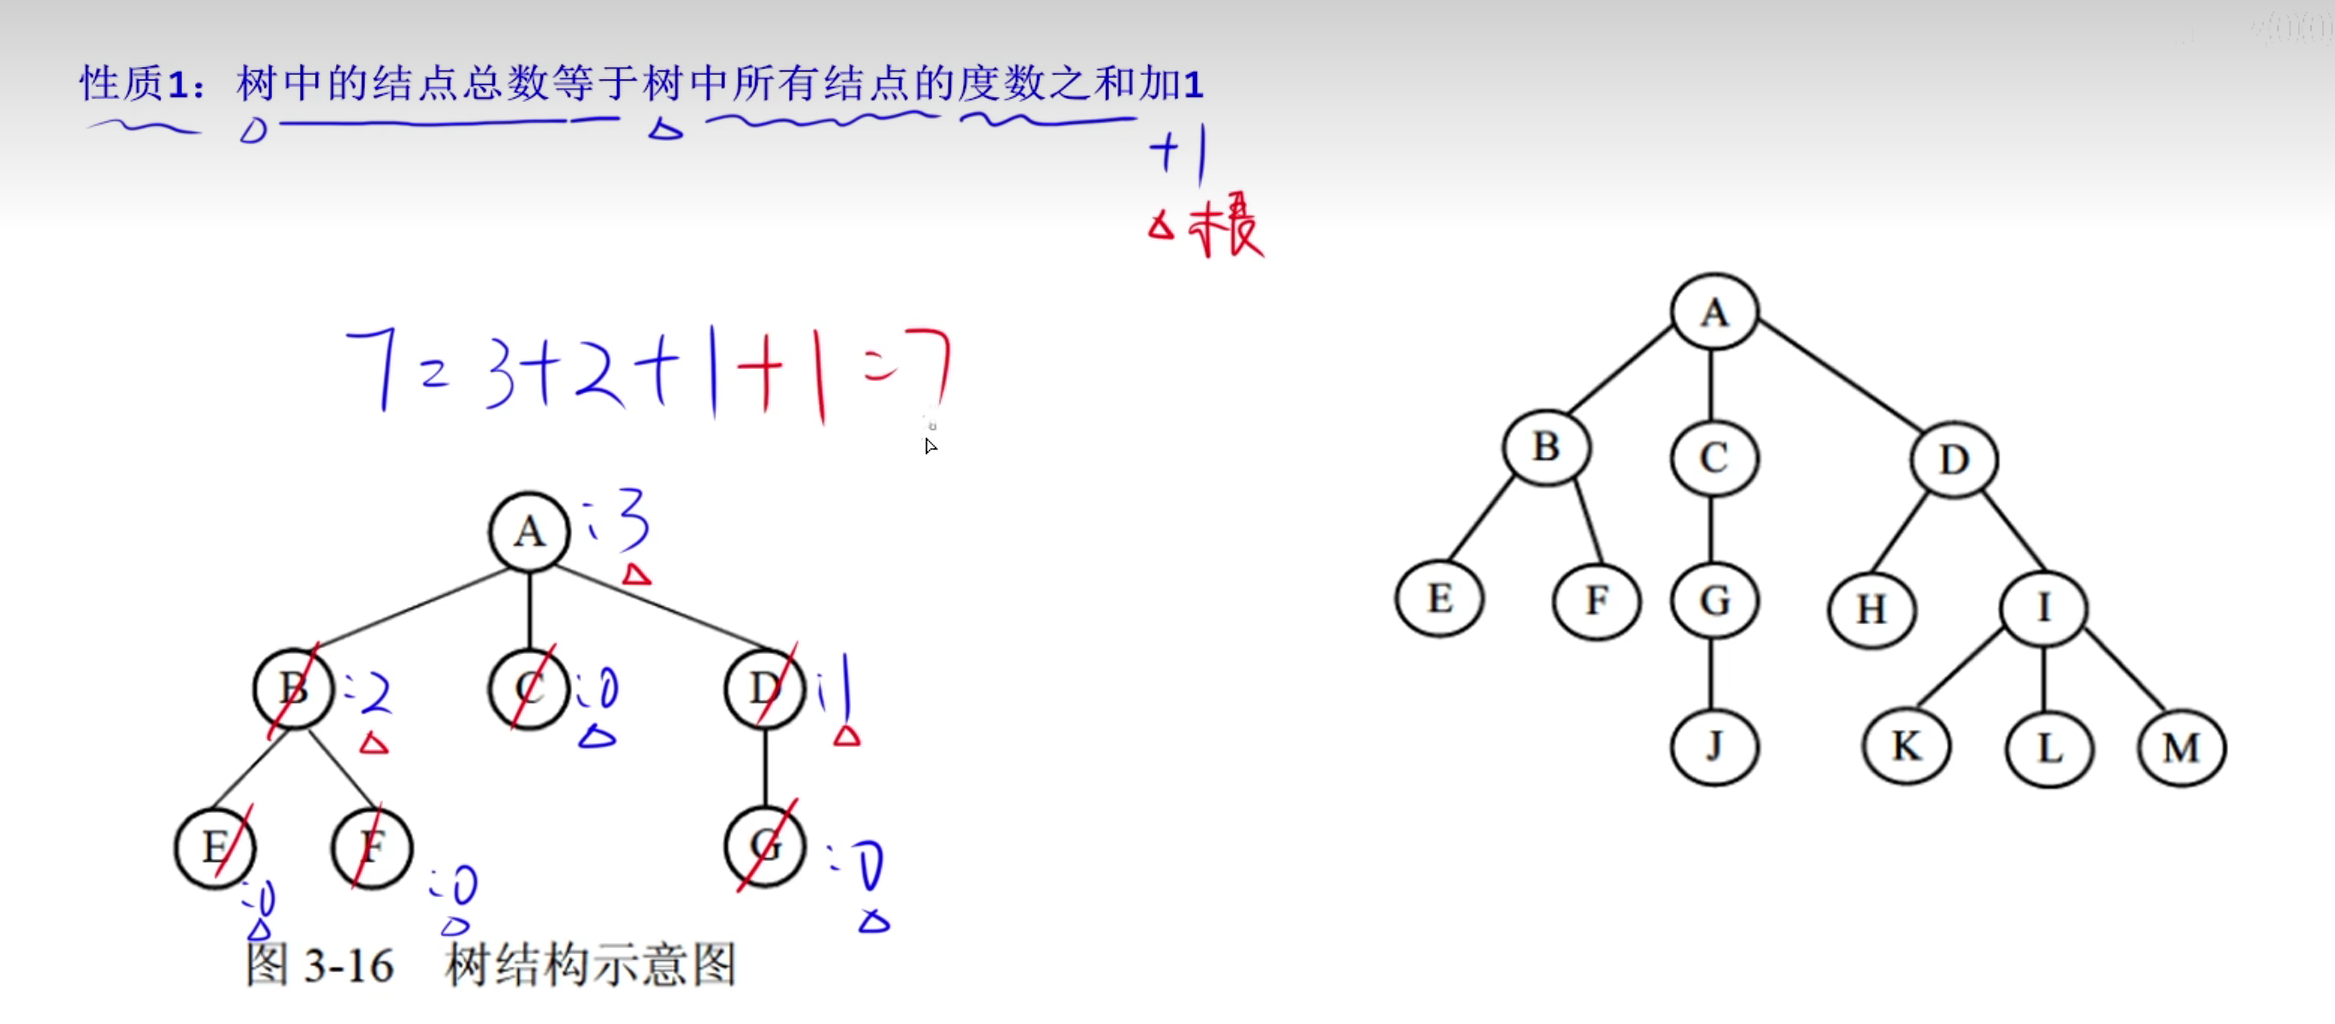 性质1：树中的结点总数等于树中所有结点的度数之和加1
+1
根
7=3+2+1+1=7
A:3
B:2 C:0 D:1
E:0 F:0 G:0
图 3-16 树结构示意图
A
B C D
E F G H I
J K L M